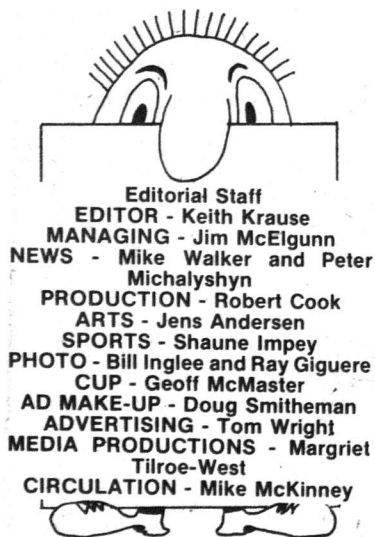 Editorial Staff
EDITOR - Keith Krause
MANAGING - Jim McElgunn
NEWS - Mike Walker and Peter
Michalyshyn
PRODUCTION - Robert Cook
ARTS - Jens Andersen
SPORTS - Shaune Impey
PHOTO - Bill Inglee and Ray Giguere
CUP - Geoff McMaster
AD MAKE-UP - Doug Smitheman
ADVERTISING - Tom Wright
MEDIA PRODUCTIONS - Margriet
Tilroe-West
CIRCULATION - Mike McKinney